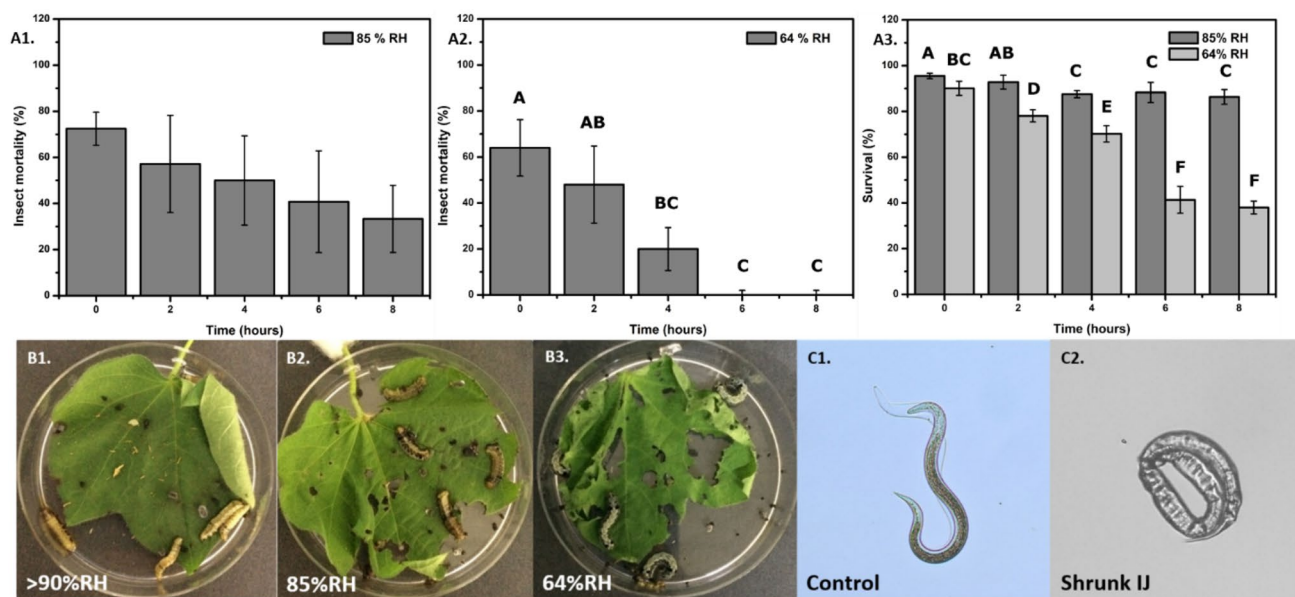 A1.
85 % RH
Insect mortality (%)
120
100
80
60
40
20
0
0 2 4 6 8
Time (hours)
A2.
64 % RH
Insect mortality (%)
120
100
80
60
40
20
0
A
AB
BC
C
C
0 2 4 6 8
Time (hours)
A3.
85% RH
64% RH
Survival (%)
120
100
80
60
40
20
0
A BC AB D C E C F C F
0 2 4 6 8
Time (hours)
B1.
>90%RH
B2.
85%RH
B3.
64%RH
C1.
Control
C2.
Shrunk IJ